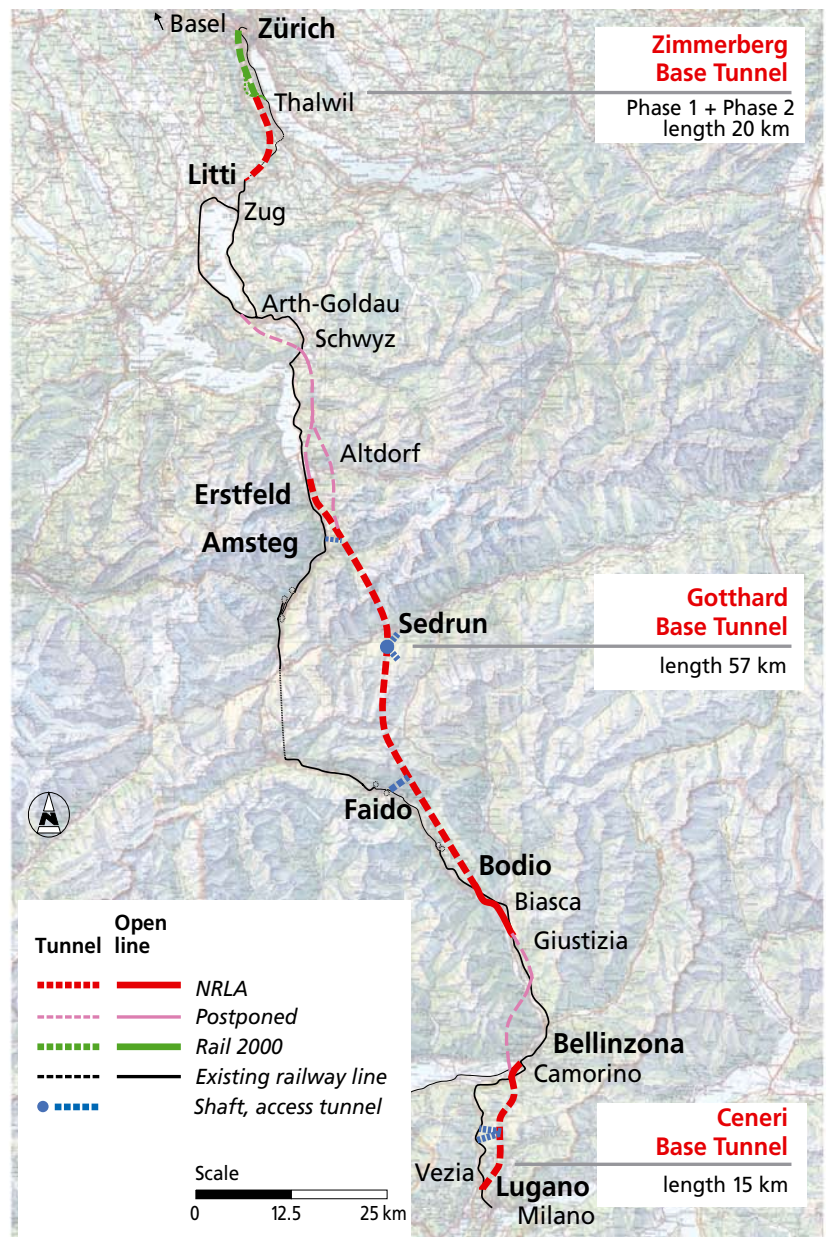 Basel
Zürich
Zimmerberg
Base Tunnel
Phase 1 + Phase 2
length 20 km
Thalwil
Litti
Zug
Arth-Goldau
Schwyz
Altdorf
Erstfeld
Amsteg
Sedrun
Gotthard
Base Tunnel
length 57 km
Faido
N
Bodio
Biasca
Giustizia
Bellinzona
Camorino
Ceneri
Base Tunnel
length 15 km
Vezia
Lugano
Milano
Tunnel Open line
NRLA
Postponed
Rail 2000
Existing railway line
Shaft, access tunnel
Scale
0 12.5 25 km